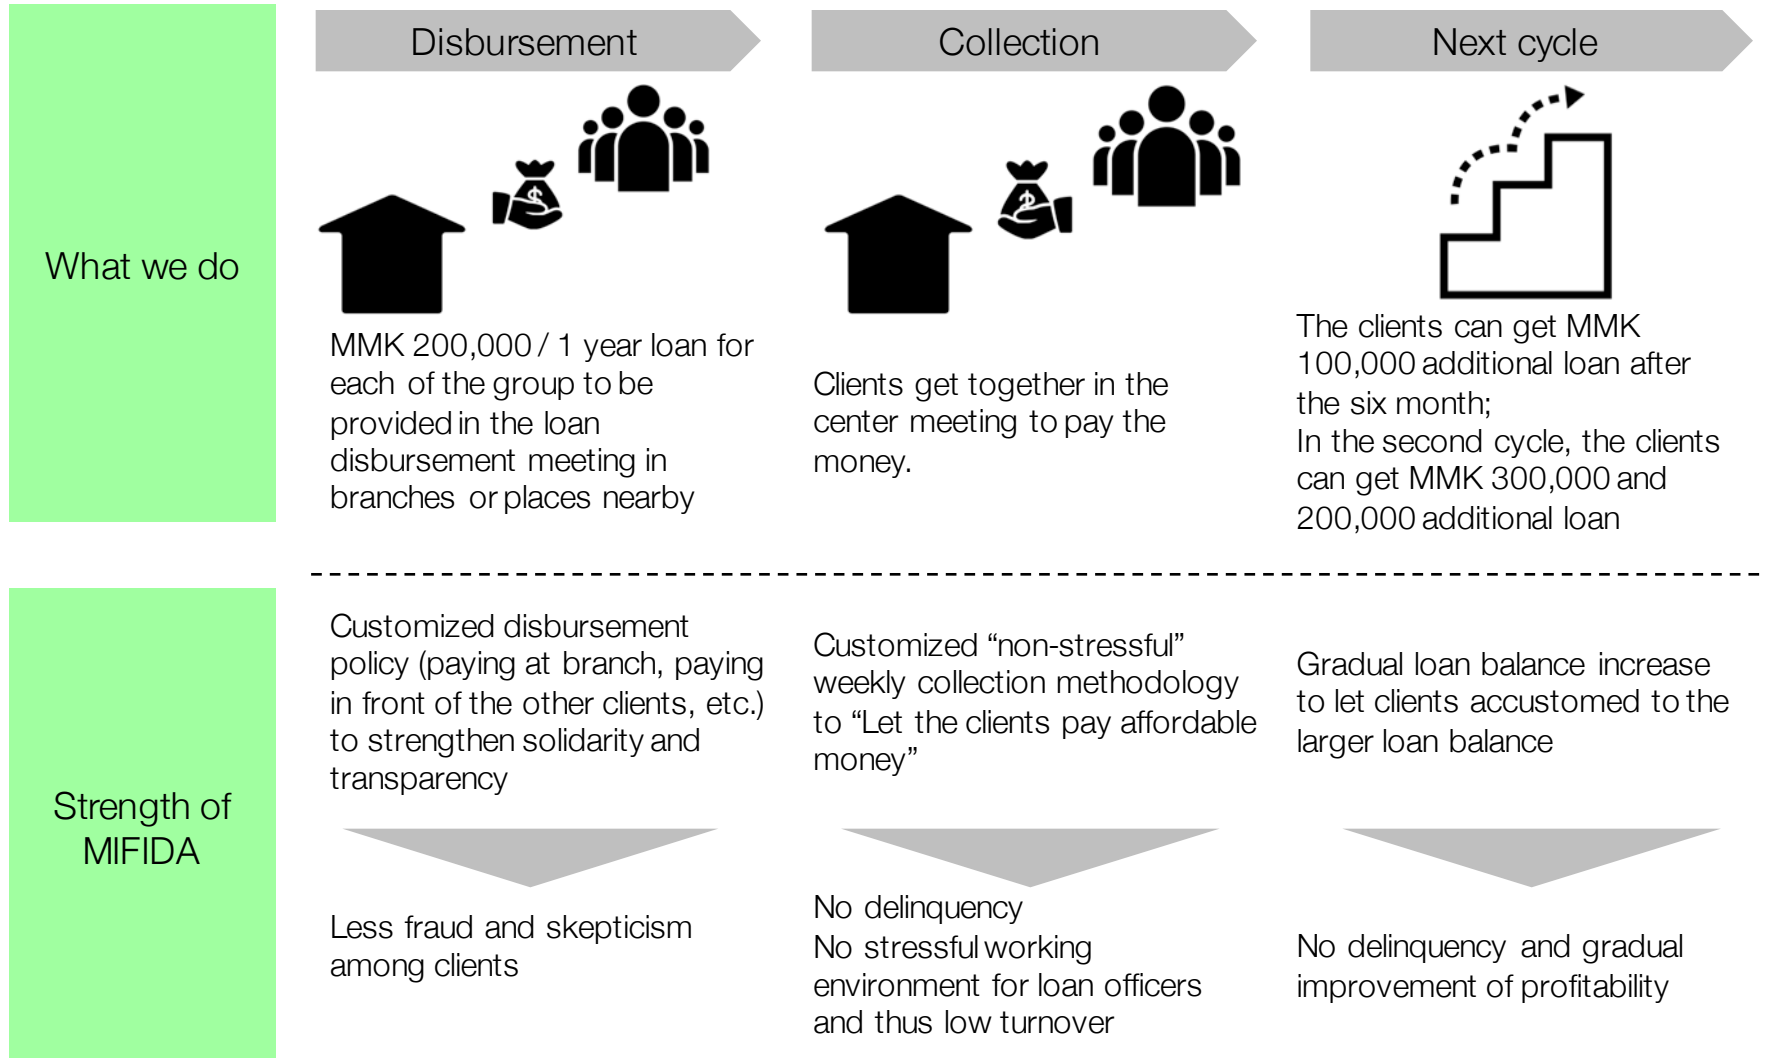 What we do
Disbursement
MMK 200,000 / 1 year loan for
each of the group to be
provided in the loan
disbursement meeting in
branches or places nearby
Collection
Clients get together in the
center meeting to pay the
money.
Next cycle
The clients can get MMK
100,000 additional loan after
the six month;
In the second cycle, the clients
can get MMK 300,000 and
200,000 additional loan
Strength of
MIFIDA
Customized disbursement
policy (paying at branch, paying
in front of the other clients, etc.)
to strengthen solidarity and
transparency
Less fraud and skepticism
among clients
Customized “non-stressful”
weekly collection methodology
to “Let the clients pay affordable
money”
No delinquency
No stressful working
environment for loan officers
and thus low turnover
Gradual loan balance increase
to let clients accustomed to the
larger loan balance
No delinquency and gradual
improvement of profitability